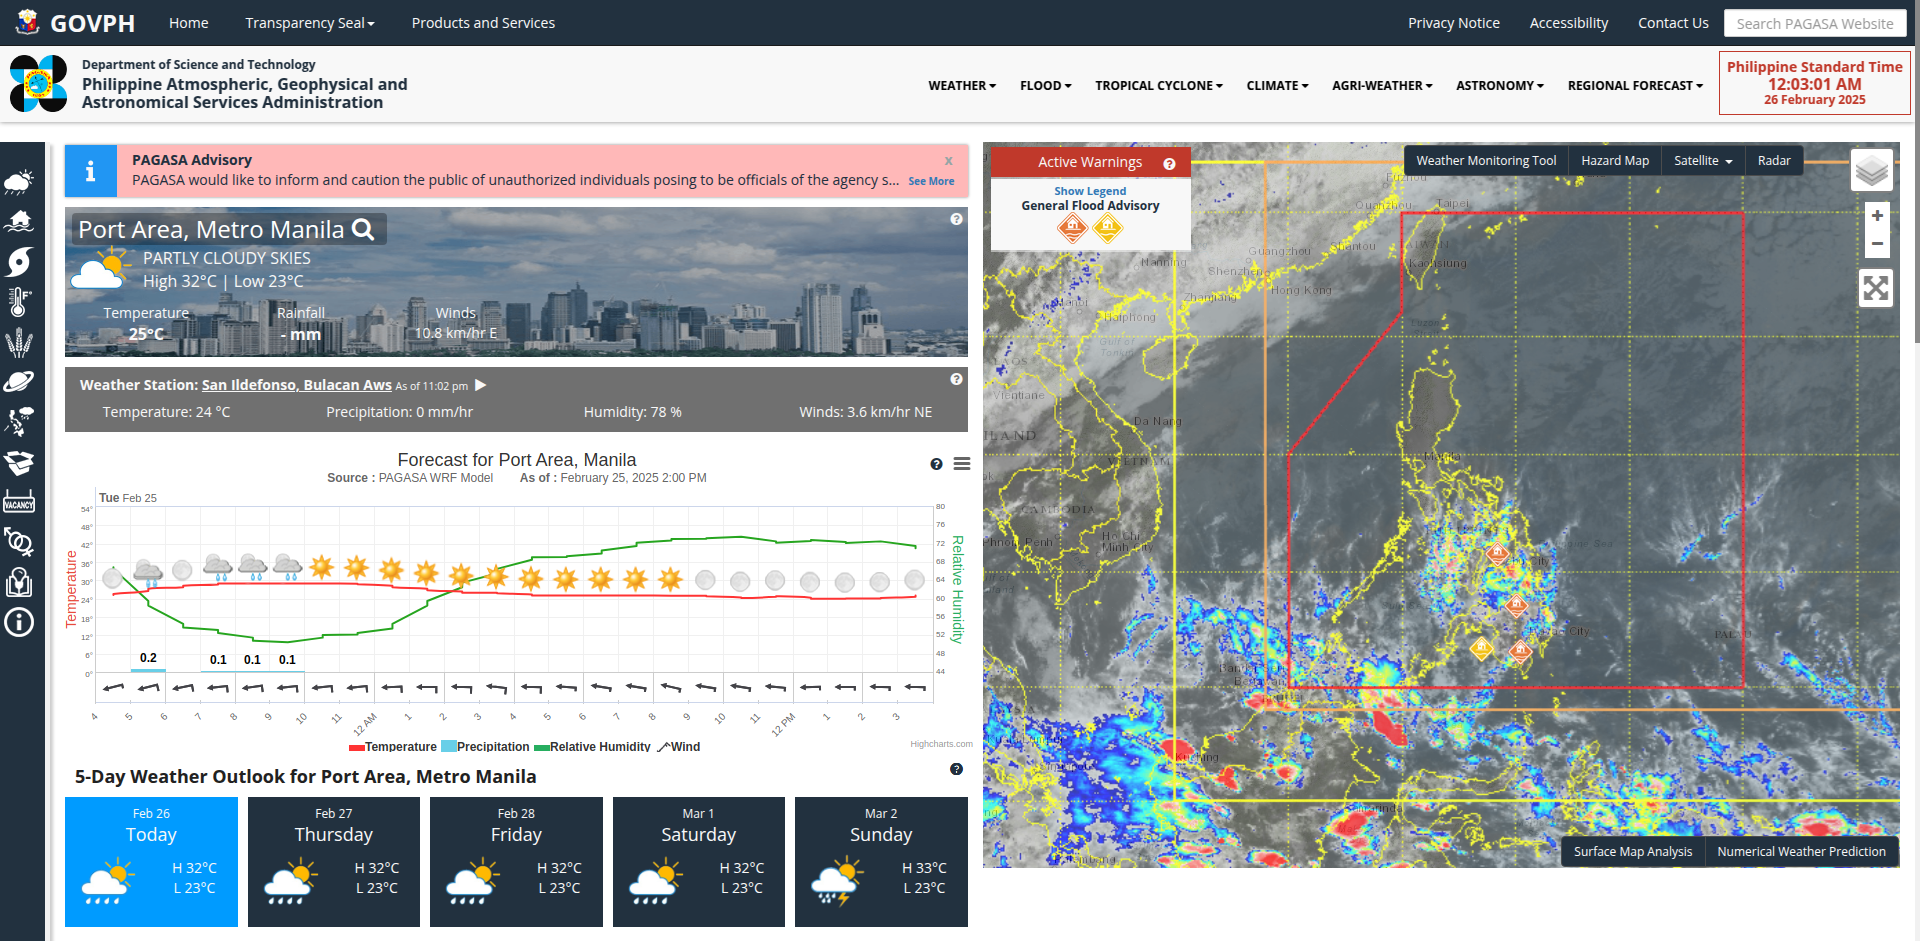 GOVPH
Home
Transparency Seal
Products and Services
Privacy Notice
Accessibility
Contact Us
Search PAGASA Website
Department of Science and Technology
Philippine Atmospheric, Geophysical and
Astronomical Services Administration
WEATHER
FLOOD
TROPICAL CYCLONE
CLIMATE
AGRI-WEATHER
ASTRONOMY
REGIONAL FORECAST
Philippine Standard Time
12:03:01 AM
26 February 2025
VACANCY
PAGASA Advisory
x
PAGASA would like to inform and caution the public of unauthorized individuals posing to be officials of the agency s...
See More
Port Area, Metro Manila
PARTLY CLOUDY SKIES
High 32°C | Low 23°C
Temperature
Rainfall
Winds
25°C
- mm
10.8 km/hr E
Weather Station: San Ildefonso, Bulacan Aws As of 11:02 pm
Temperature: 24 °C
Precipitation: 0 mm/hr
Humidity: 78 %
Winds: 3.6 km/hr NE
Forecast for Port Area, Manila
Source : PAGASA WRF Model
As of : February 25, 2025 2:00 PM
Tue Feb 25
Temperature
54°
48°
42°
36°
30°
24°
18°
12°
6°
0°
80
76
72
68
64
60
56
52
48
44
Relative Humidity
0.2
0.1
0.1
0.1
4
5
6
7
8
9
10
11
12 AM
1
2
3
4
5
6
7
8
9
10
11
12 PM
1
2
3
Temperature
Precipitation
Relative Humidity
Wind
Highcharts.com
5-Day Weather Outlook for Port Area, Metro Manila
Feb 26
Today
H 32°C
L 23°C
Feb 27
Thursday
H 32°C
L 23°C
Feb 28
Friday
H 32°C
L 23°C
Mar 1
Saturday
H 32°C
L 23°C
Mar 2
Sunday
H 33°C
L 23°C
Active Warnings
Show Legend
General Flood Advisory
Weather Monitoring Tool
Hazard Map
Satellite
Radar
+
−
Taipei
Quanzhou
Shantou
Guangzhou
Kaohsiung
Nanning
Shenzhen
Hong Kong
Zhanjiang
Hanoi
Haiphong
LAOS
Vientiane
Da Nang
VIETNAM
CAMBODIA
Phnom Penh
Ho Chi
Minh City
Manila
Kuching
Surface Map Analysis
Numerical Weather Prediction